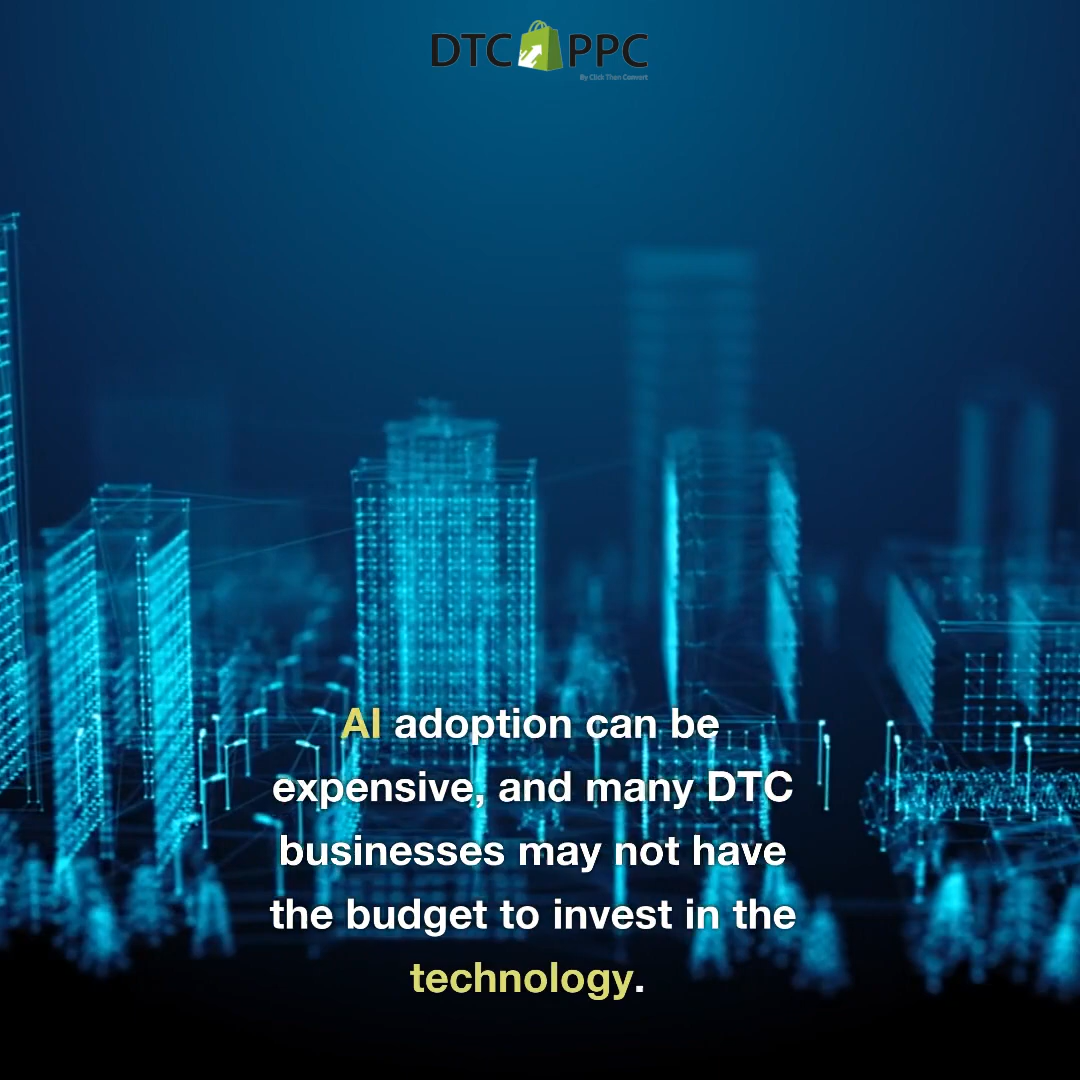 DTC PPC
By Click Then Convert
AI adoption can be
expensive, and many DTC
businesses may not have
the budget to invest in the
technology.